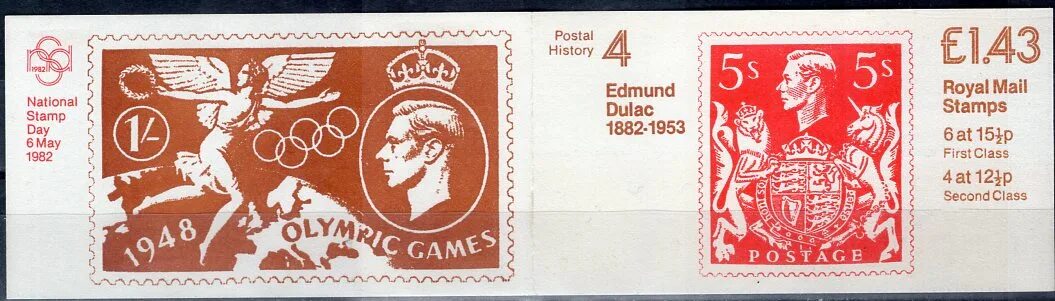 1982
National
Stamp
Day
6 May
1982
1/-
1948
OLYMPIC GAMES
Postal
History 4
Edmund
Dulac
1882-1953
5s 5s
POSTAGE
£1.43
Royal Mail
Stamps
6 at 15½p
First Class
4 at 12½p
Second Class